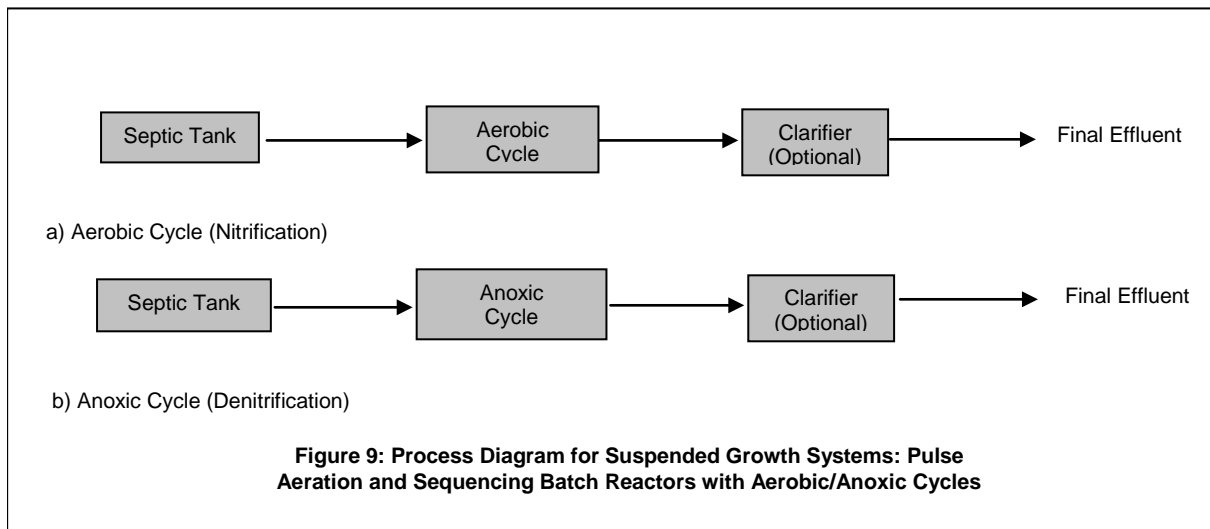 Septic Tank
Aerobic
Cycle
Clarifier
(Optional)
Final Effluent
a) Aerobic Cycle (Nitrification)
Septic Tank
Anoxic
Cycle
Clarifier
(Optional)
Final Effluent
b) Anoxic Cycle (Denitrification)
Figure 9: Process Diagram for Suspended Growth Systems: Pulse
Aeration and Sequencing Batch Reactors with Aerobic/Anoxic Cycles